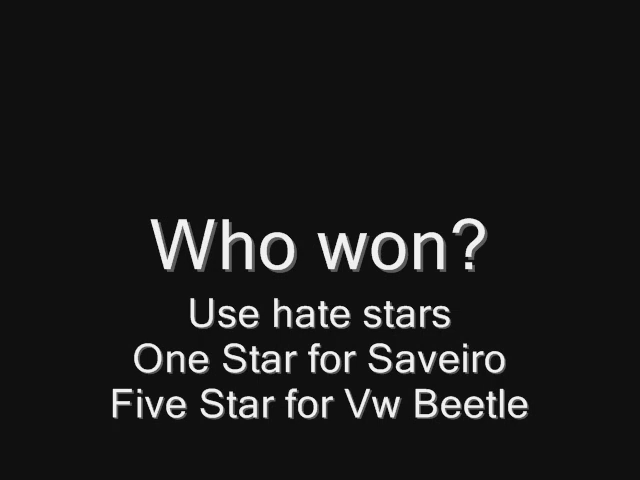 Who won?
Use hate stars
One Star for Saveiro
Five Star for Vw Beetle